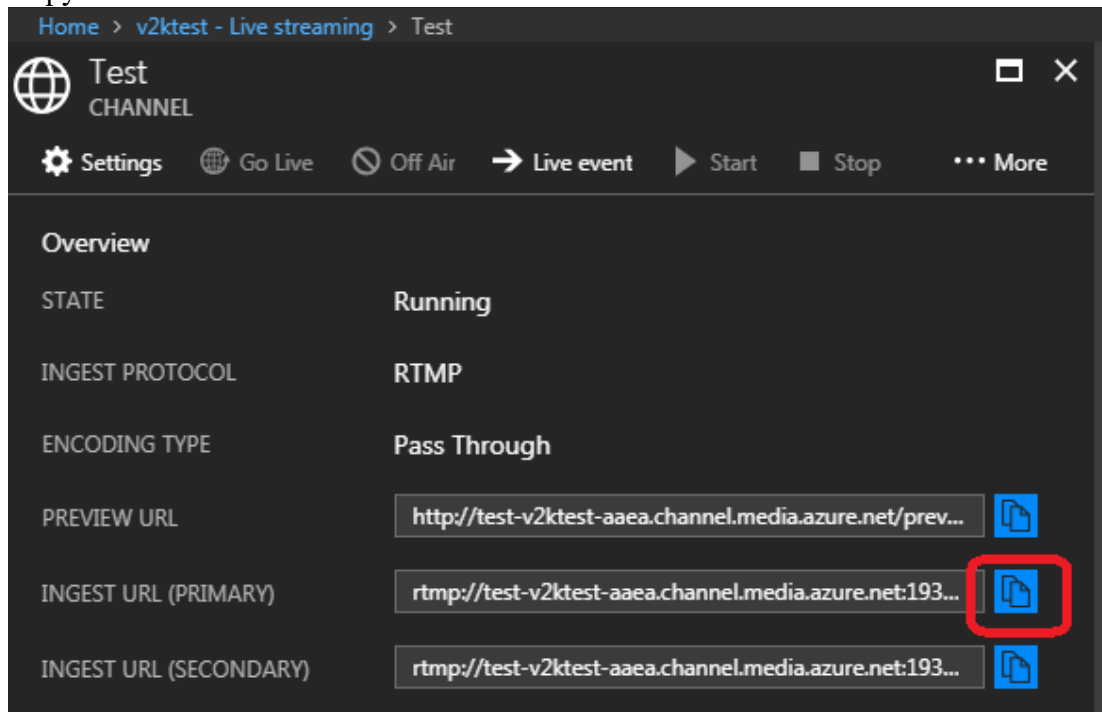 Home > v2ktest - Live streaming > Test
Test
CHANNEL
Settings Go Live Off Air Live event Start Stop ••• More
Overview
STATE Running
INGEST PROTOCOL RTMP
ENCODING TYPE Pass Through
PREVIEW URL http://test-v2ktest-aaea.channel.media.azure.net/prev...
INGEST URL (PRIMARY) rtmp://test-v2ktest-aaea.channel.media.azure.net:193...
INGEST URL (SECONDARY) rtmp://test-v2ktest-aaea.channel.media.azure.net:193...